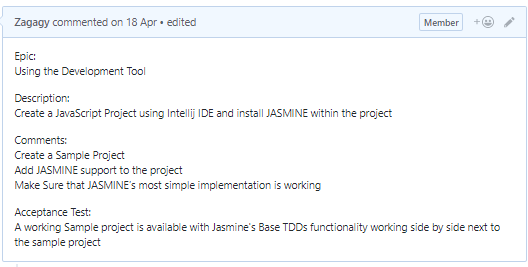 Zagagy commented on 18 Apr • edited
Member
Epic:
Using the Development Tool
Description:
Create a JavaScript Project using Intellij IDE and install JASMINE within the project
Comments:
Create a Sample Project
Add JASMINE support to the project
Make Sure that JASMINE's most simple implementation is working
Acceptance Test:
A working Sample project is available with Jasmine's Base TDDs functionality working side by side next to
the sample project